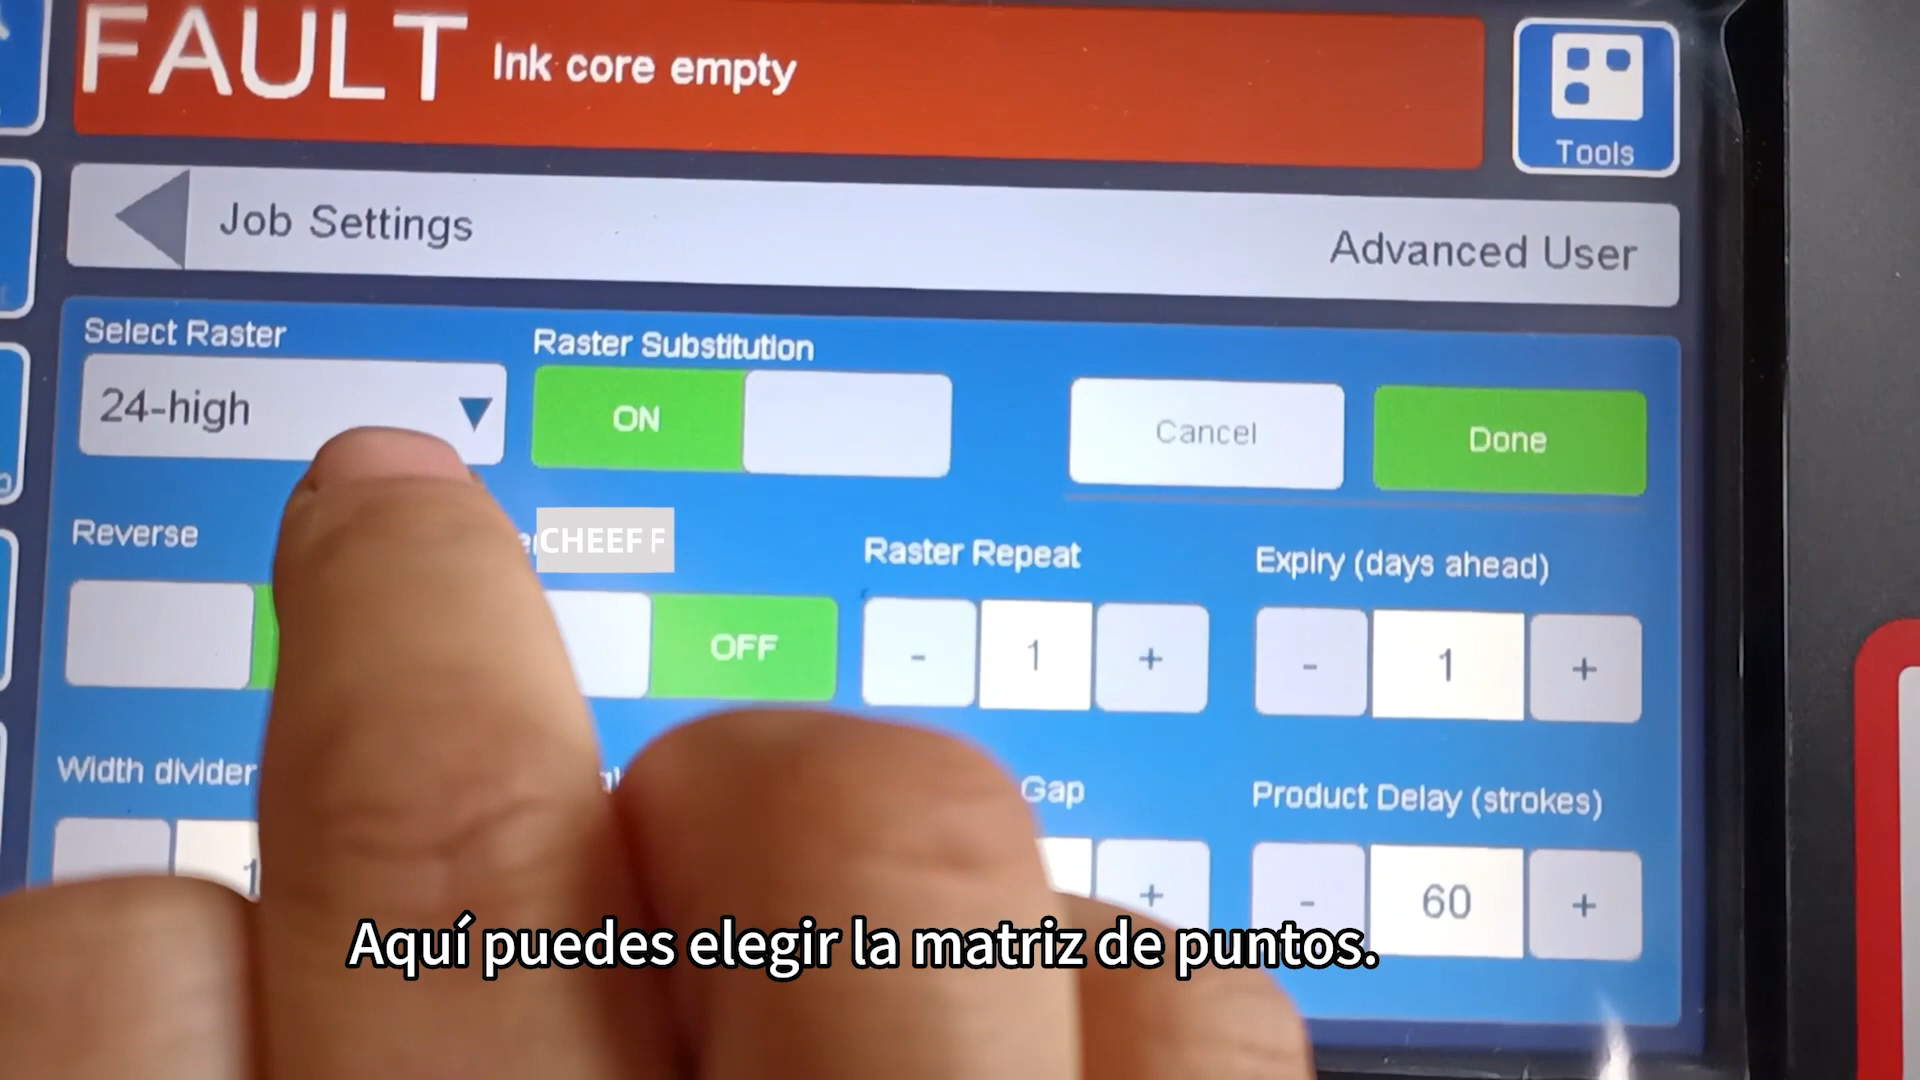 FAULT Ink core empty
Tools
Job Settings
Advanced User
Select Raster
Raster Substitution
24-high
ON
Cancel
Done
Reverse
CHEEF F
Raster Repeat
Expiry (days ahead)
OFF
- 1 +
- 1 +
Width divider
Gap
Product Delay (strokes)
1
+
- 60 +
Aquí puedes elegir la matriz de puntos.